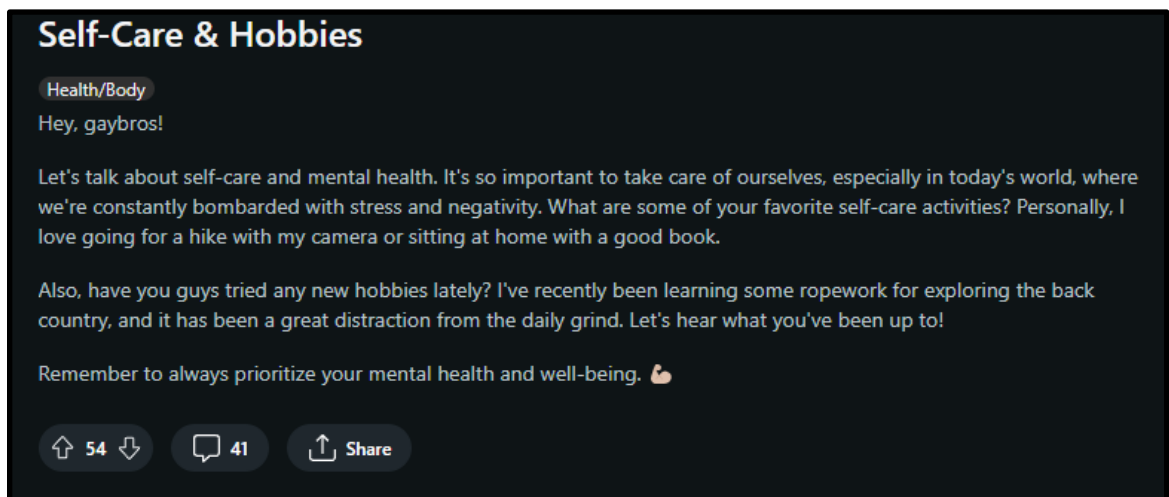 Self-Care & Hobbies
Health/Body
Hey, gaybros!
Let's talk about self-care and mental health. It's so important to take care of ourselves, especially in today's world, where
we're constantly bombarded with stress and negativity. What are some of your favorite self-care activities? Personally, I
love going for a hike with my camera or sitting at home with a good book.
Also, have you guys tried any new hobbies lately? I've recently been learning some ropework for exploring the back
country, and it has been a great distraction from the daily grind. Let's hear what you've been up to!
Remember to always prioritize your mental health and well-being. 💪🏻
54 41 Share